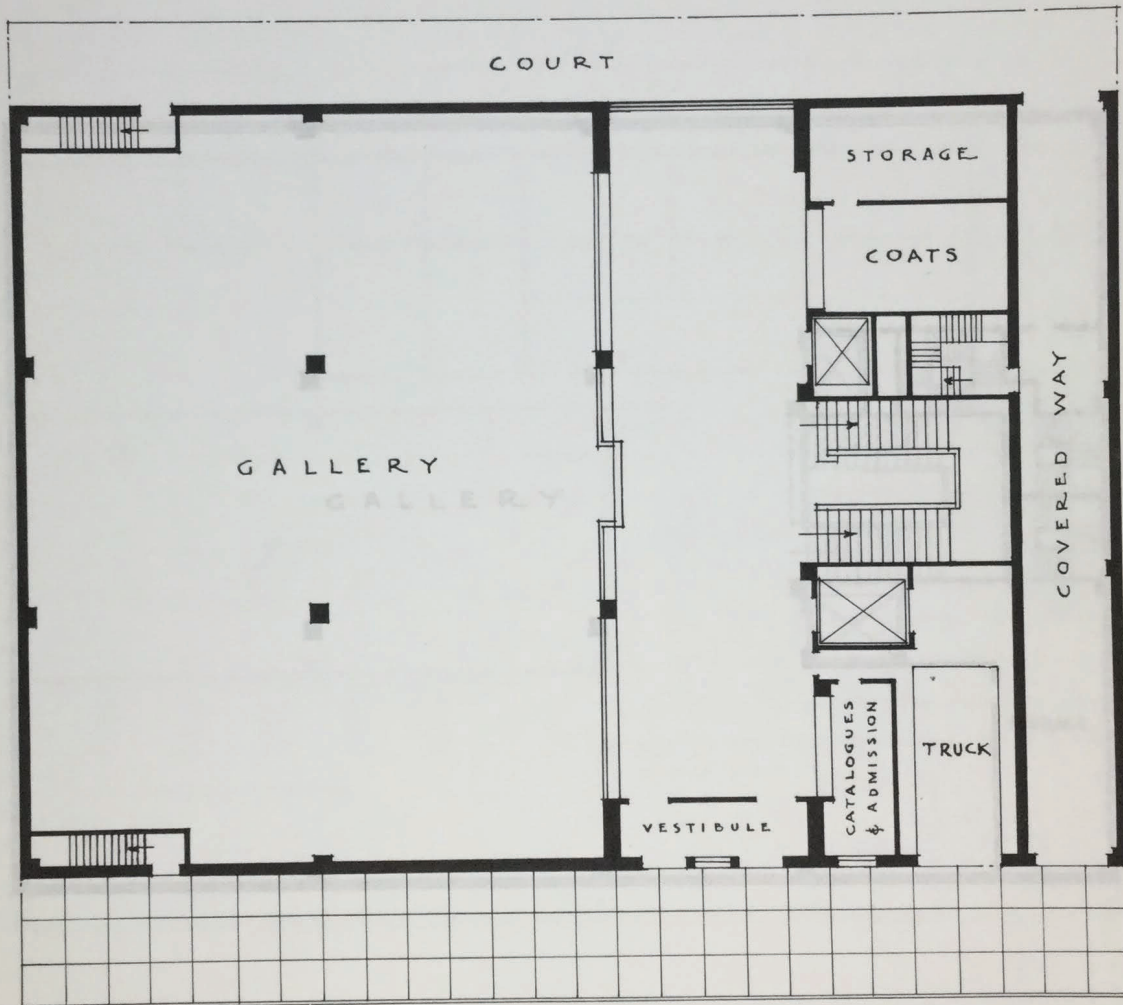 COURT
STORAGE
COATS
GALLERY
GALLERY
COVERED WAY
CATALOGUES
& ADMISSION
TRUCK
VESTIBULE